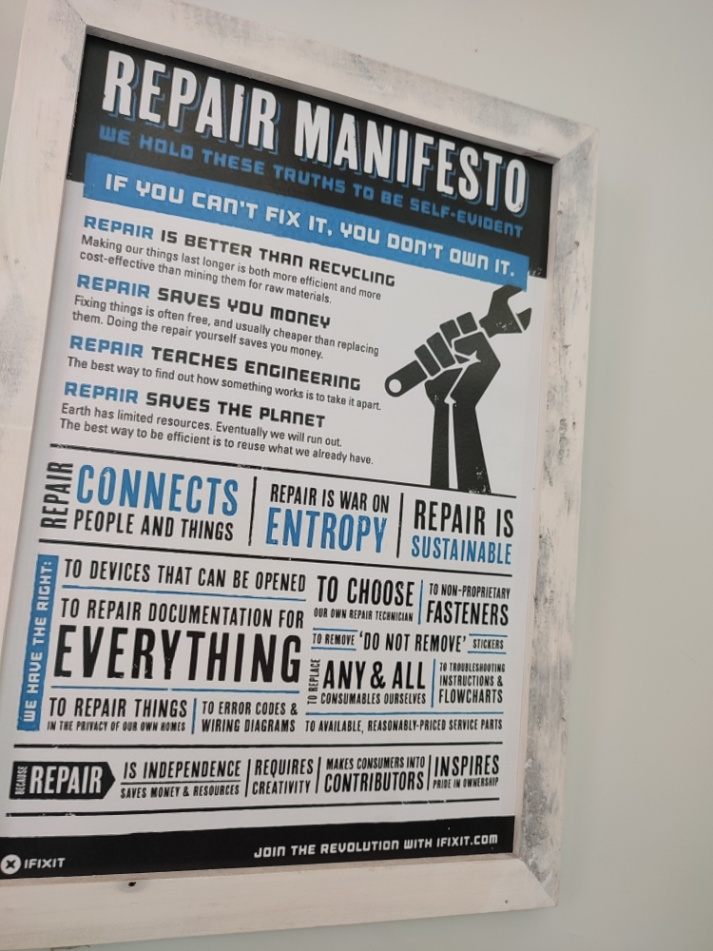 REPAIR MANIFESTO
WE HOLD THESE TRUTHS TO BE SELF-EVIDENT
IF YOU CAN'T FIX IT, YOU DON'T OWN IT.
REPAIR IS BETTER THAN RECYCLING
Making our things last longer is both more efficient and more
cost-effective than mining them for raw materials.
REPAIR SAVES YOU MONEY
Fixing things is often free, and usually cheaper than replacing
them. Doing the repair yourself saves you money.
REPAIR TEACHES ENGINEERING
The best way to find out how something works is to take it apart.
REPAIR SAVES THE PLANET
Earth has limited resources. Eventually we will run out.
The best way to be efficient is to reuse what we already have.
REPAIR
CONNECTS
PEOPLE AND THINGS
REPAIR IS WAR ON
ENTROPY
REPAIR IS
SUSTAINABLE
WE HAVE THE RIGHT:
TO DEVICES THAT CAN BE OPENED
TO REPAIR DOCUMENTATION FOR
EVERYTHING
TO REPAIR THINGS
IN THE PRIVACY OF OUR OWN HOMES
TO ERROR CODES &
WIRING DIAGRAMS
TO CHOOSE
OUR OWN REPAIR TECHNICIAN
TO NON-PROPRIETARY
FASTENERS
TO REMOVE 'DO NOT REMOVE' STICKERS
TO REPLACE
ANY & ALL
CONSUMABLES OURSELVES
TO TROUBLESHOOTING
INSTRUCTIONS &
FLOWCHARTS
TO AVAILABLE, REASONABLY-PRICED SERVICE PARTS
BECAUSE
REPAIR
IS INDEPENDENCE
SAVES MONEY & RESOURCES
REQUIRES
CREATIVITY
MAKES CONSUMERS INTO
CONTRIBUTORS
INSPIRES
PRIDE IN OWNERSHIP
IFIXIT
JOIN THE REVOLUTION WITH IFIXIT.COM